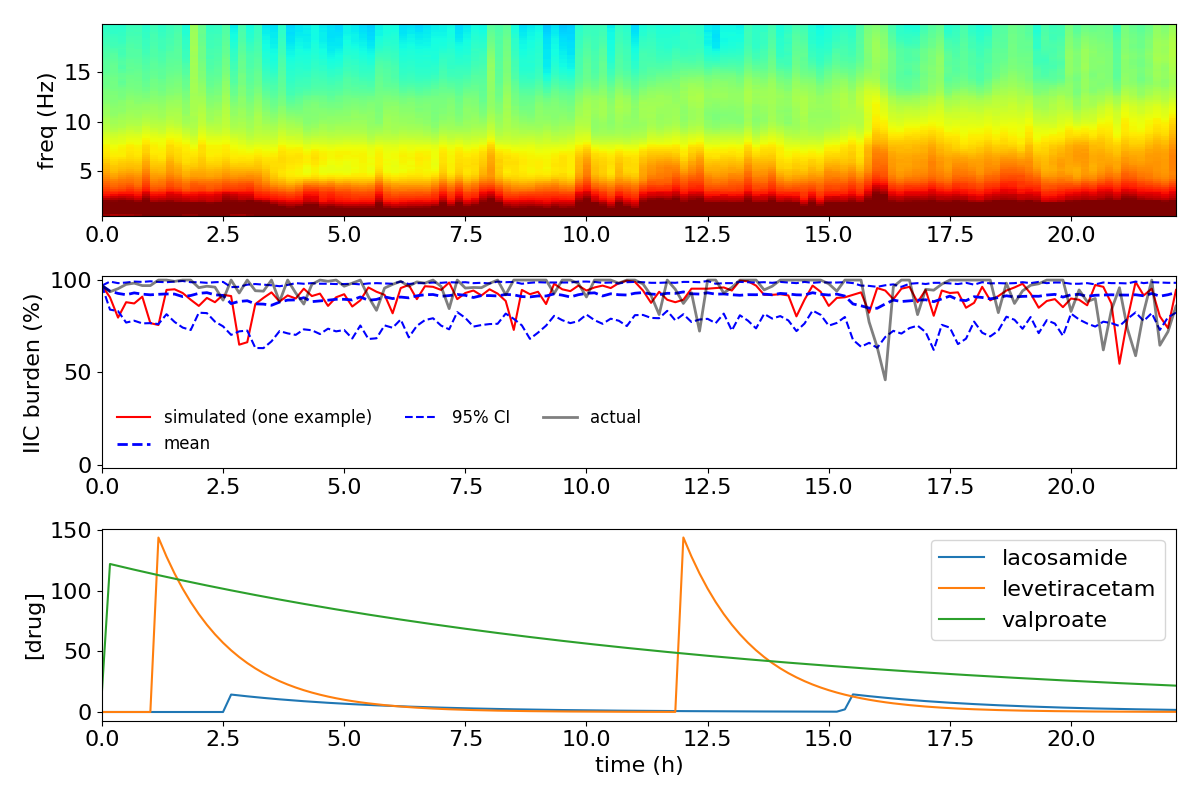 freq (Hz)
15
10
5
0.0 2.5 5.0 7.5 10.0 12.5 15.0 17.5 20.0
IIC burden (%)
100
50
0
simulated (one example) 95% CI actual
mean
0.0 2.5 5.0 7.5 10.0 12.5 15.0 17.5 20.0
[drug]
150
100
50
0
lacosamide
levetiracetam
valproate
0.0 2.5 5.0 7.5 10.0 12.5 15.0 17.5 20.0
time (h)